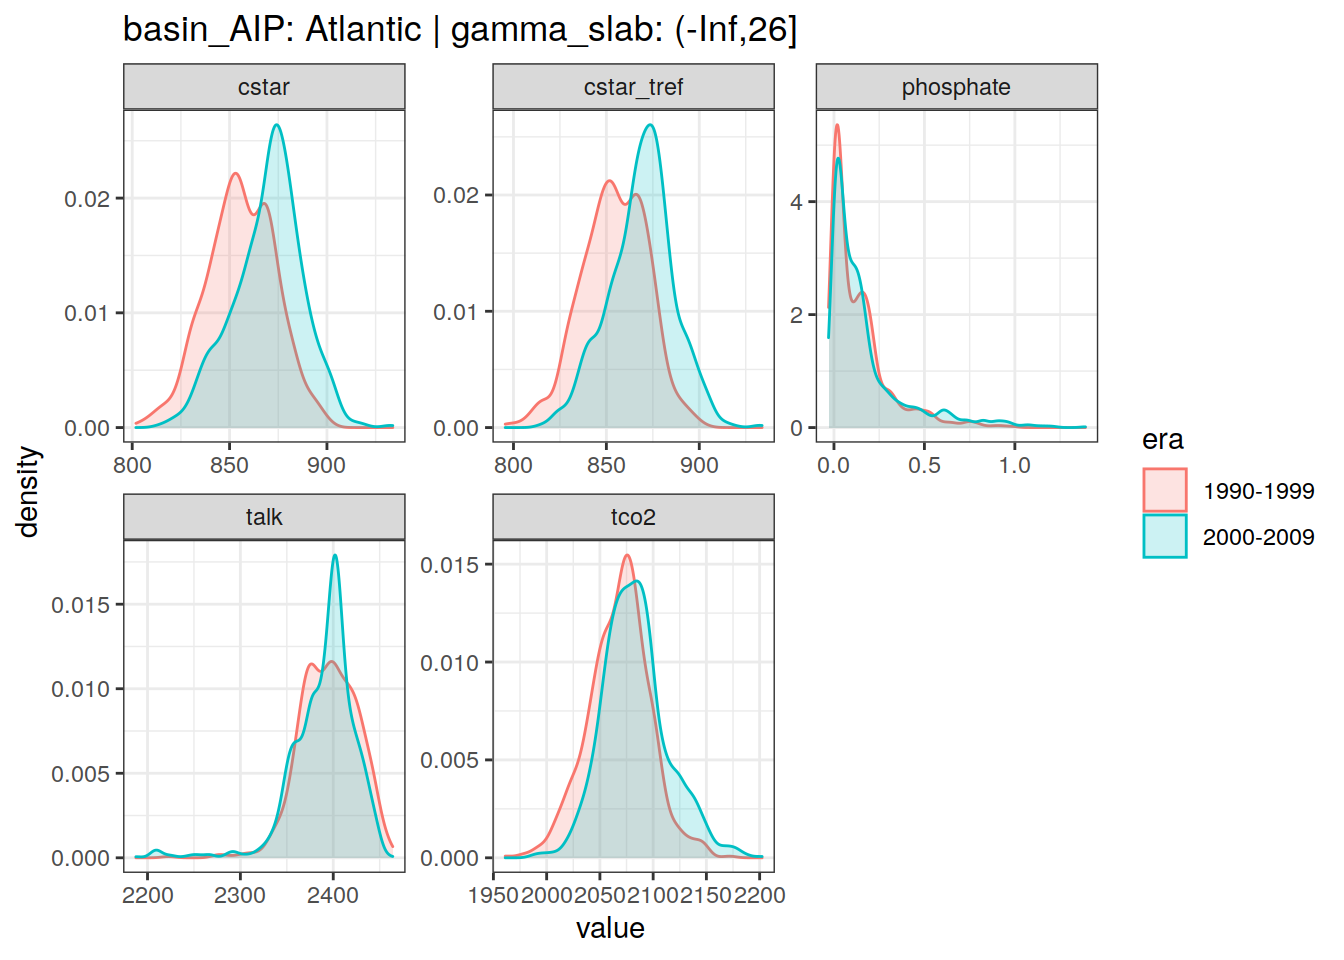 basin_AIP: Atlantic | gamma_slab: (-Inf,26]
cstar
cstar_tref
phosphate
0.02
0.01
0.00
800 850 900
0.02
0.01
0.00
800 850 900
4
2
0
0.0 0.5 1.0
density
talk
tco2
0.015
0.010
0.005
0.000
2200 2300 2400
0.015
0.010
0.005
0.000
1950 2000 2050 2100 2150 2200
value
era
1990-1999
2000-2009